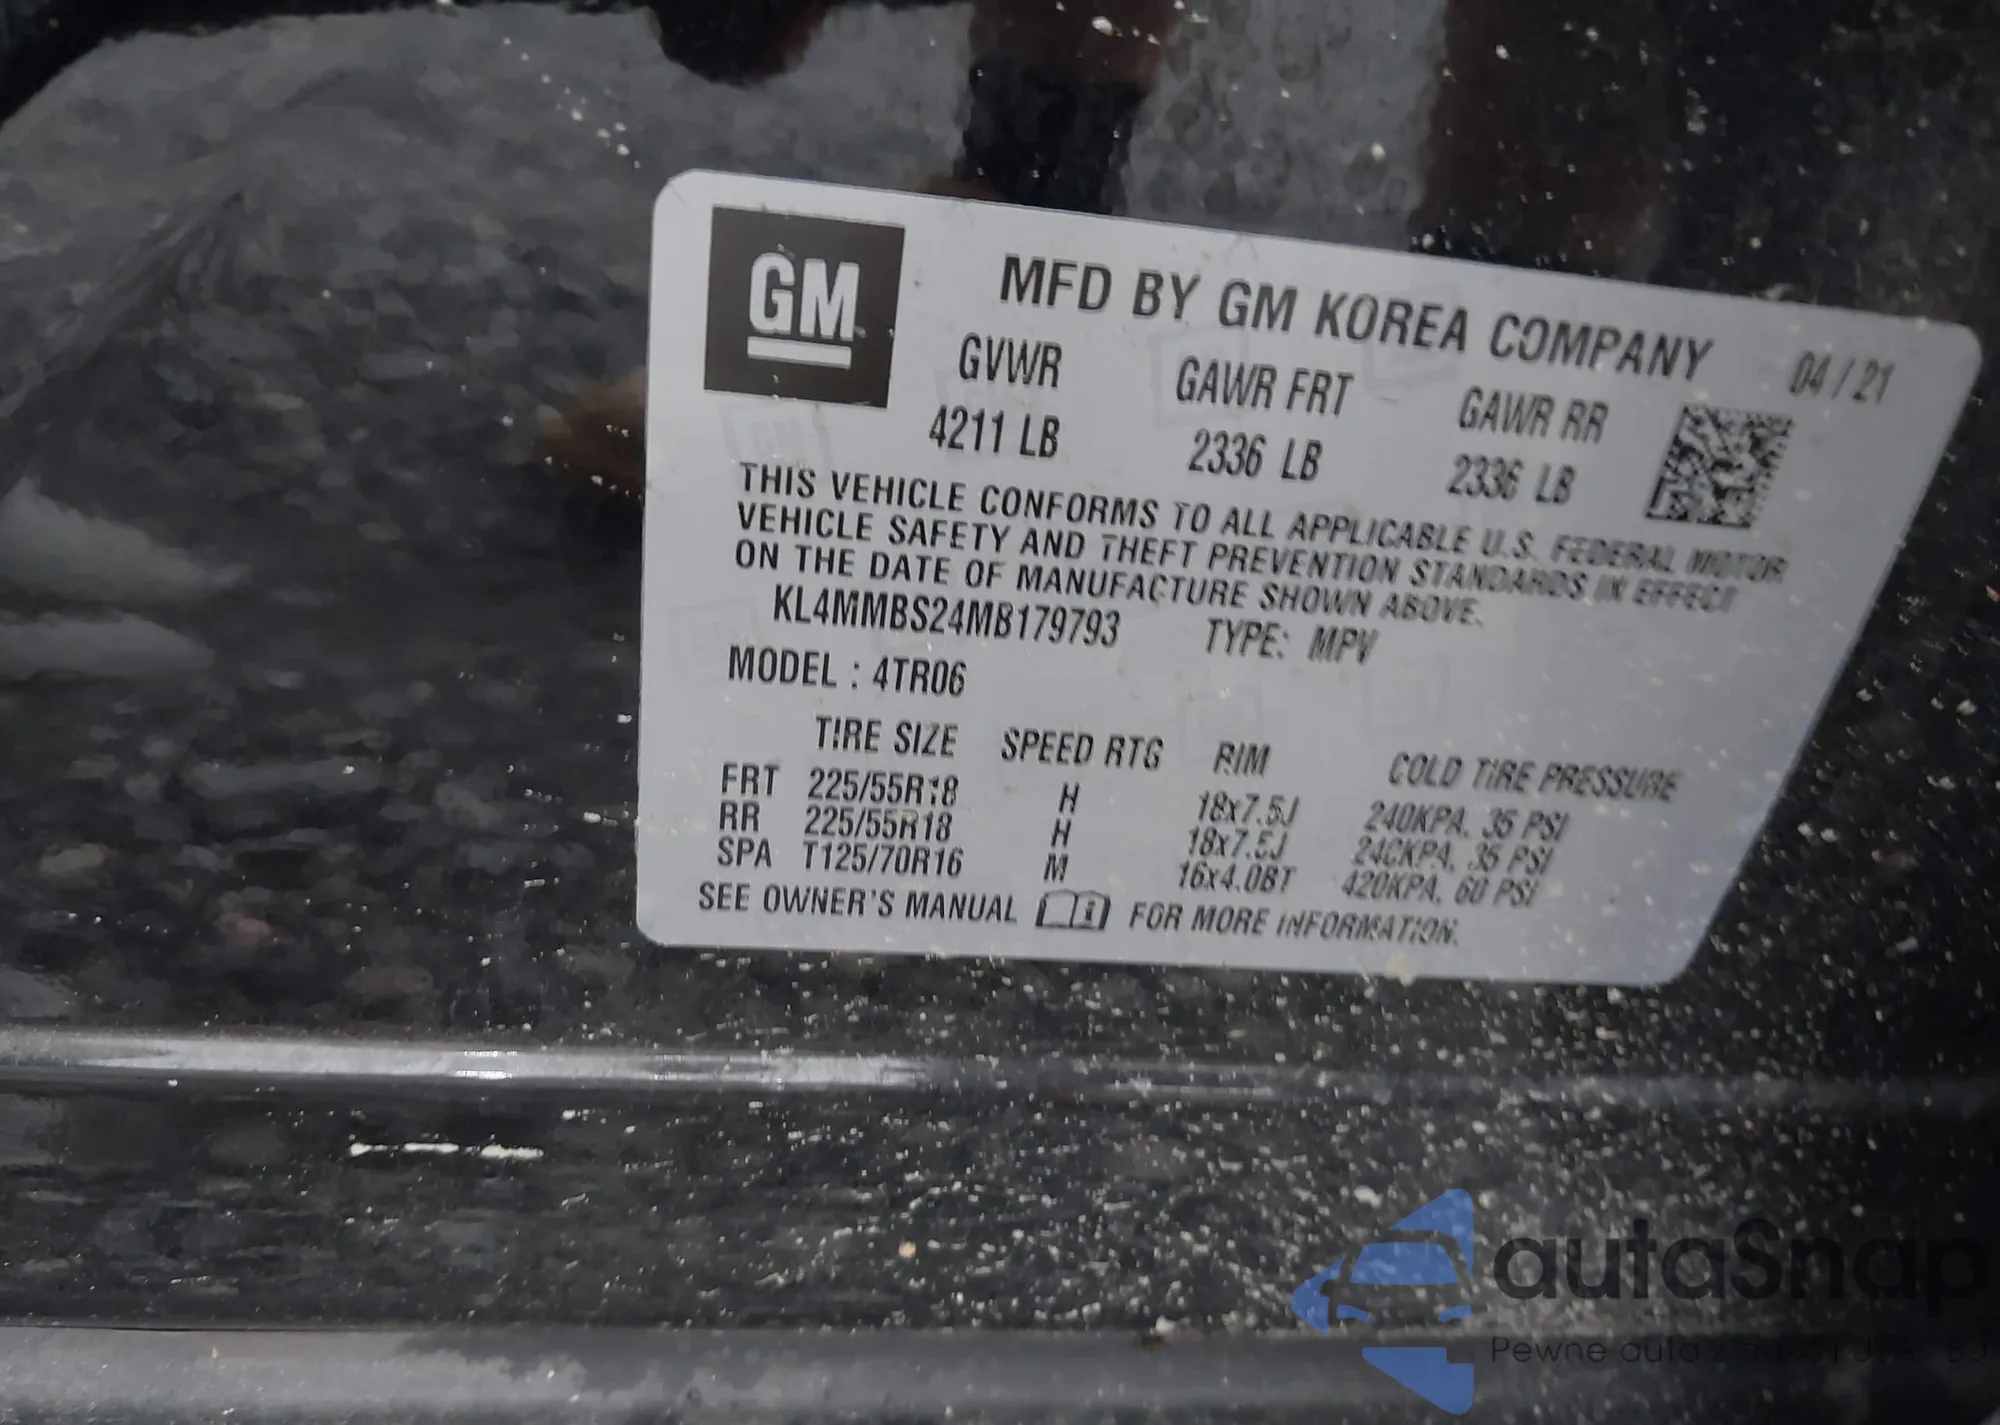 GM
MFD BY GM KOREA COMPANY 04/21
GVWR GAWR FRT GAWR RR
4211 LB 2336 LB 2336 LB
THIS VEHICLE CONFORMS TO ALL APPLICABLE U.S. FEDERAL MOTOR
VEHICLE SAFETY AND THEFT PREVENTION STANDARDS IN EFFECT
ON THE DATE OF MANUFACTURE SHOWN ABOVE.
KL4MMBS24MB179793 TYPE: MPV
MODEL : 4TR06
TIRE SIZE SPEED RTG RIM COLD TIRE PRESSURE
FRT 225/55R18 H 18x7.5J 240KPA, 35 PSI
RR 225/55R18 H 18x7.5J 240KPA, 35 PSI
SPA T125/70R16 M 16x4.0BT 420KPA, 60 PSI
SEE OWNER'S MANUAL FOR MORE INFORMATION.
autaSnap
Pewne auto z